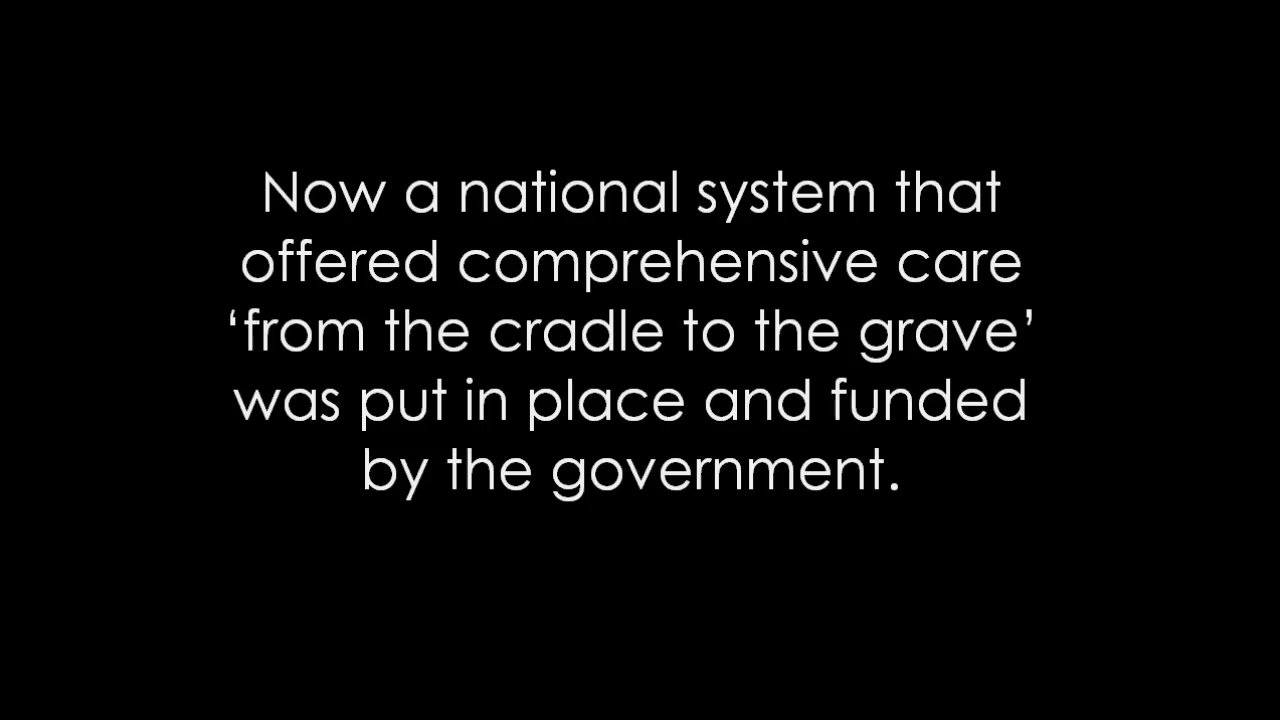 Now a national system that
offered comprehensive care
‘from the cradle to the grave’
was put in place and funded
by the government.